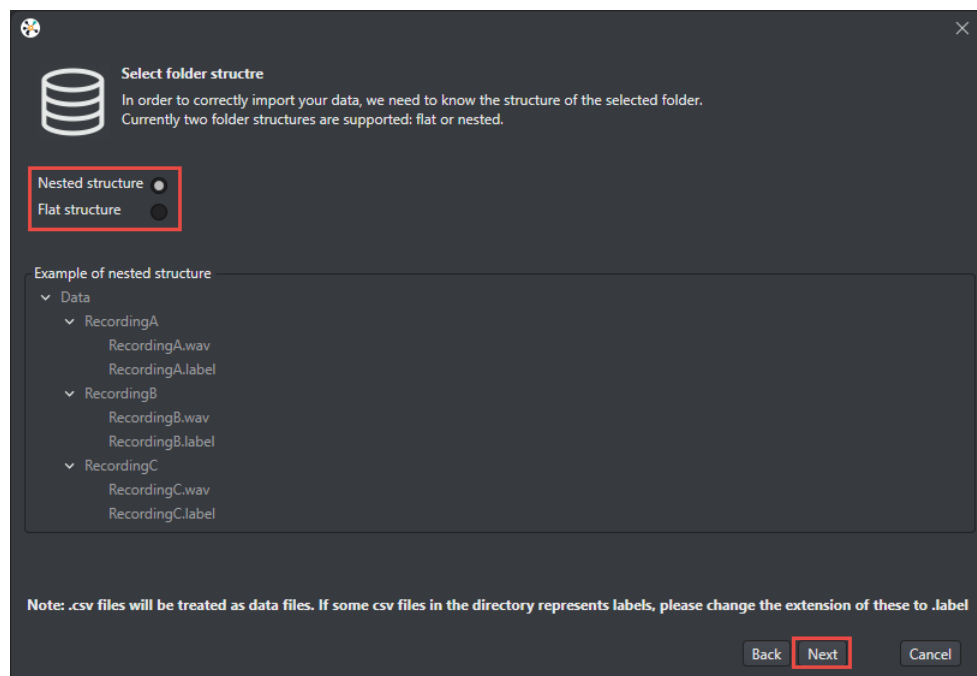 Select folder structre
In order to correctly import your data, we need to know the structure of the selected folder.
Currently two folder structures are supported: flat or nested.
Nested structure
Flat structure
Example of nested structure
Data
RecordingA
RecordingA.wav
RecordingA.label
RecordingB
RecordingB.wav
RecordingB.label
RecordingC
RecordingC.wav
RecordingC.label
Note: .csv files will be treated as data files. If some csv files in the directory represents labels, please change the extension of these to .label
Back Next Cancel